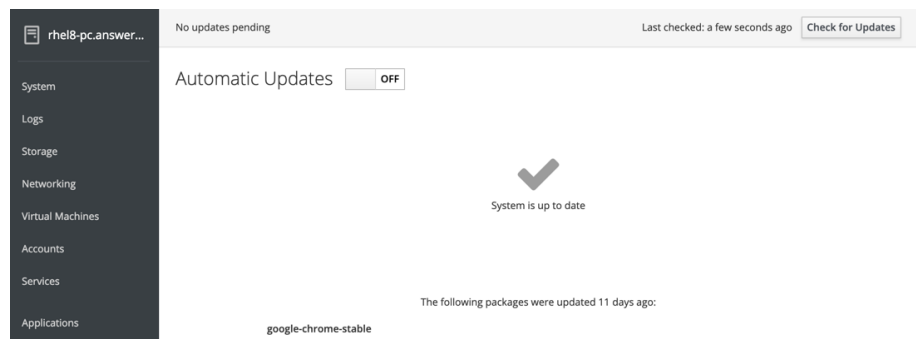 rhel8-pc.answer...
System
Logs
Storage
Networking
Virtual Machines
Accounts
Services
Applications
No updates pending
Last checked: a few seconds ago
Check for Updates
Automatic Updates
OFF
System is up to date
The following packages were updated 11 days ago:
google-chrome-stable